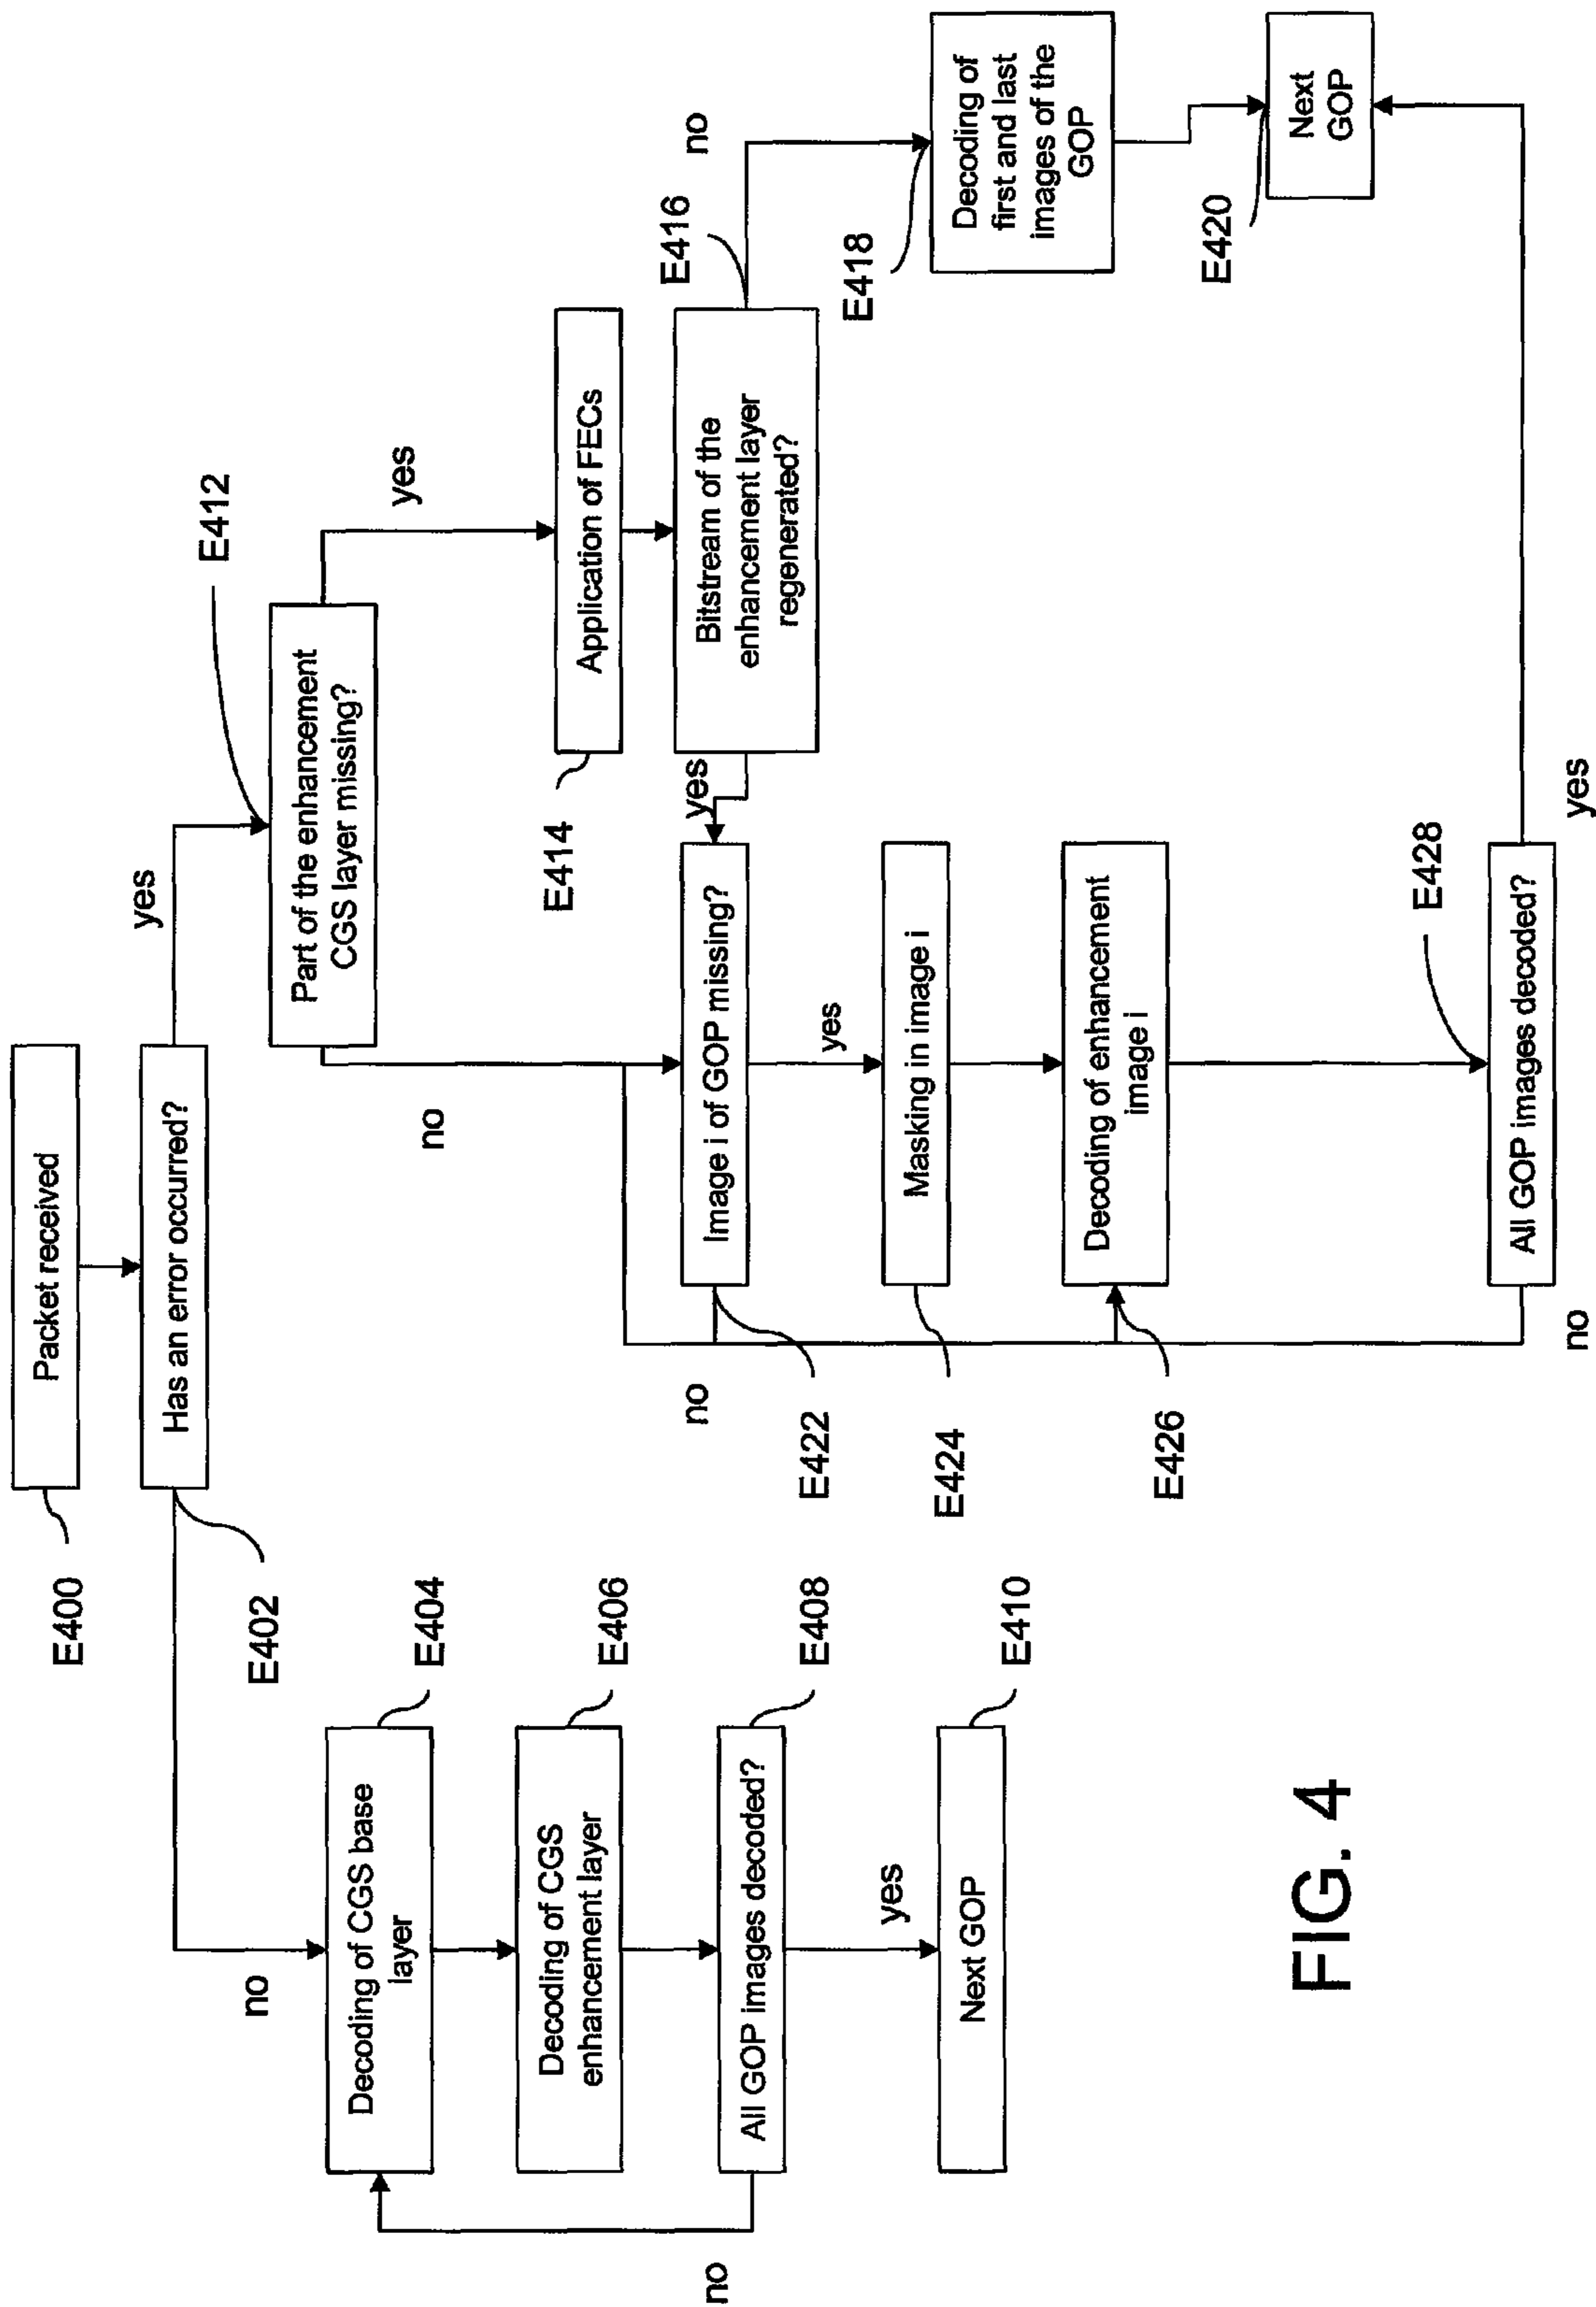 E400
Packet received
E402
Has an error occurred?
no
yes
E404
Decoding of CGS base
layer
E406
Decoding of CGS
enhancement layer
E408
All GOP images decoded?
no
yes
E410
Next GOP
E412
Part of the enhancement
CGS layer missing?
no
yes
E414
Application of FECs
E416
Bitstream of the
enhancement layer
regenerated?
yes
no
E418
Decoding of
first and last
images of the
GOP
E420
Next
GOP
E422
Image i of GOP missing?
no
yes
E424
Masking in image i
E426
Decoding of enhancement
image i
E428
All GOP images decoded?
no
yes
FIG. 4